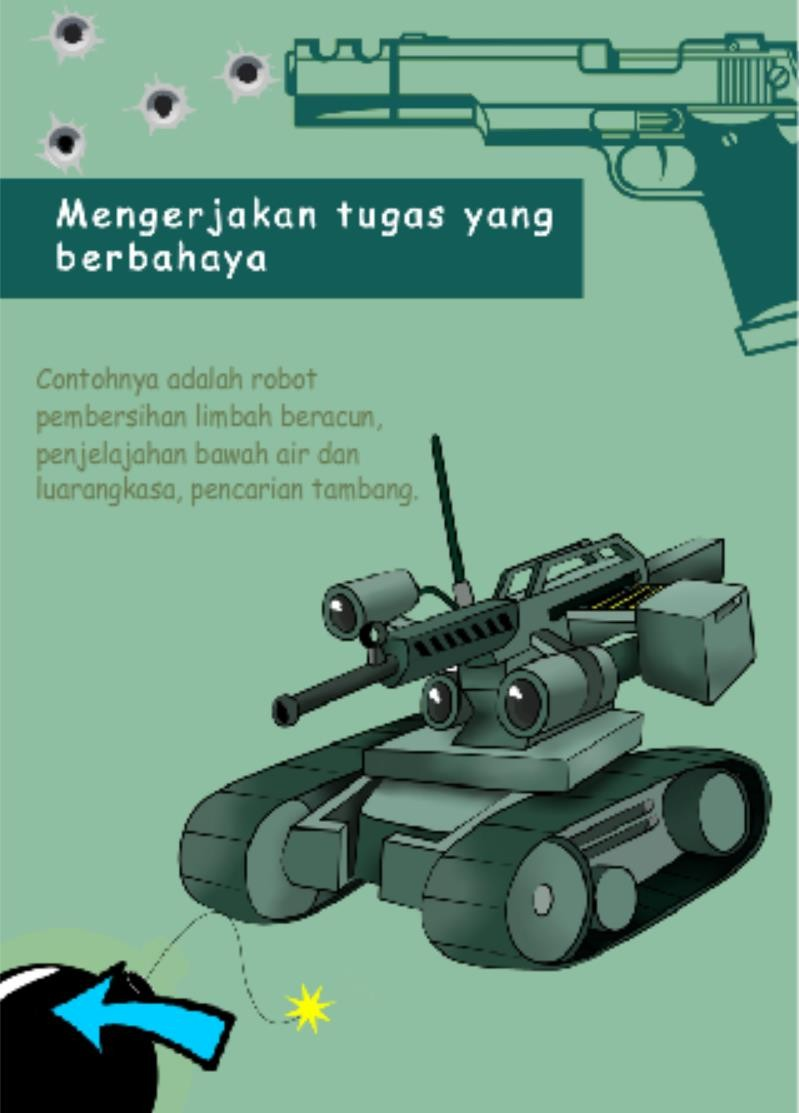 Mengerjakan tugas yang
berbahaya
Contohnya adalah robot
pembersihan limbah beracun,
penjelajahan bawah air dan
luarangkasa, pencarian tambang.